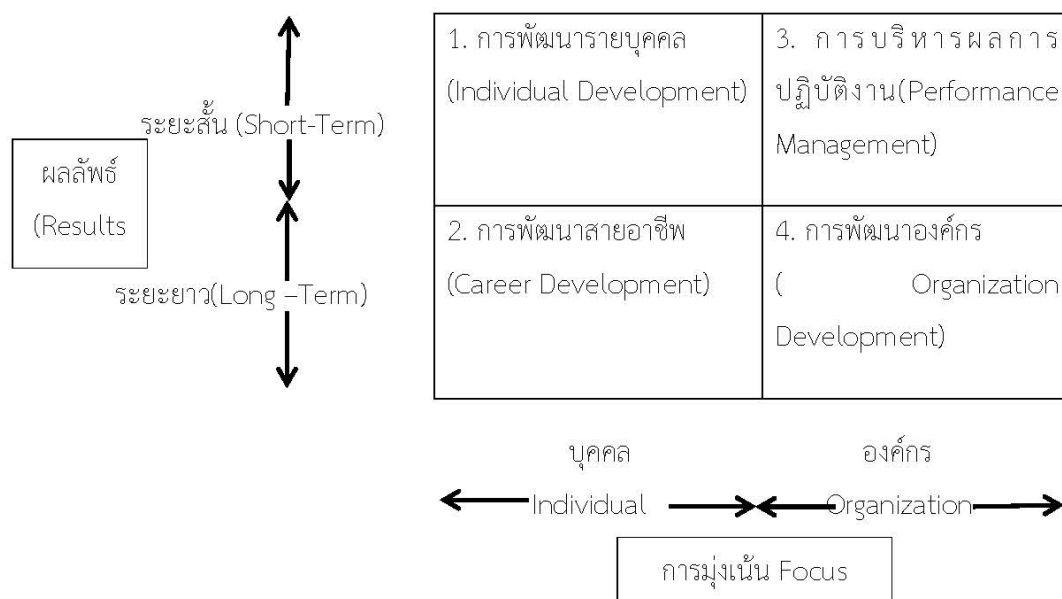 1. การพัฒนารายบุคคล
(Individual Development)
3. การบริหารผลการ
ปฏิบัติงาน(Performance
Management)
ระยะสั้น (Short-Term)
ผลลัพธ์
(Results
2. การพัฒนาสายอาชีพ
(Career Development)
4. การพัฒนาองค์กร
( Organization
Development)
ระยะยาว(Long –Term)
บุคคล
องค์กร
Individual
Organization
การมุ่งเน้น Focus